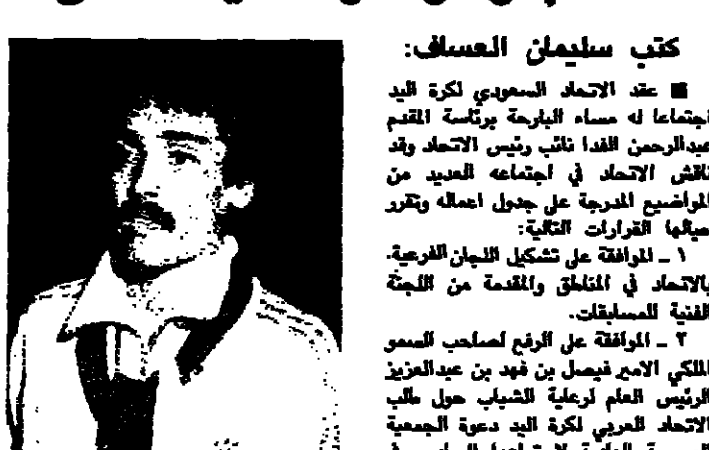 كتب سليمان العساف:
■ عقد الاتحاد السعودي لكرة اليد
اجتماعا له مساء البارحة برئاسة المقدم
عبدالرحمن الفدا نائب رئيس الاتحاد وقد
ناقش الاتحاد في اجتماعه العديد من
المواضيع المدرجة على جدول اعماله وتقرر
حيالها القرارات التالية:
١ ــ الموافقة على تشكيل اللجان الفرعية.
بالاتحاد في المناطق والمقدمة من اللجنة
الفنية للمسابقات.
٢ ــ الموافقة على الرفع لصاحب السمو
الملكي الامير فيصل بن فهد بن عبدالعزيز
الرئيس العام لرعاية الشباب حول طلب
الاتحاد العربي لكرة اليد دعوة الجمعية